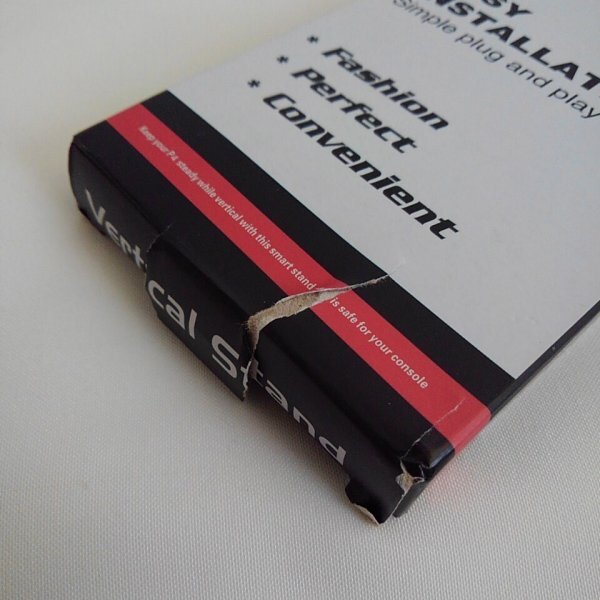 SY
NSTALLAT
Simple plug and play
* Fashion
* Perfect
* Convenient
Keep your P4 steady while vertical with this smart stand is safe for your console
Vertical Stand